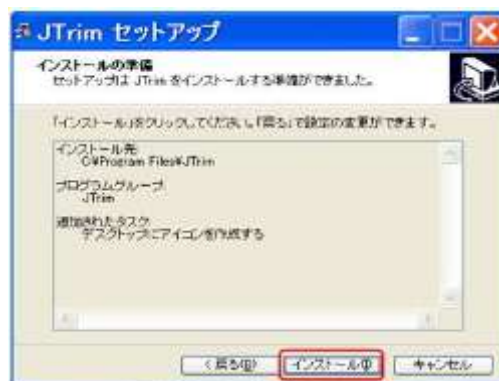 JTrim セットアップ
インストールの準備
セットアップは JTrim をインストールする準備ができました。
「インストール」をクリックしてください。「戻る」で設定の変更ができます。
インストール先
C:¥Program Files¥JTrim
プログラムグループ
JTrim
追加されたタスク
デスクトップにアイコンを作成する
< 戻る(B)
インストール(I)
キャンセル